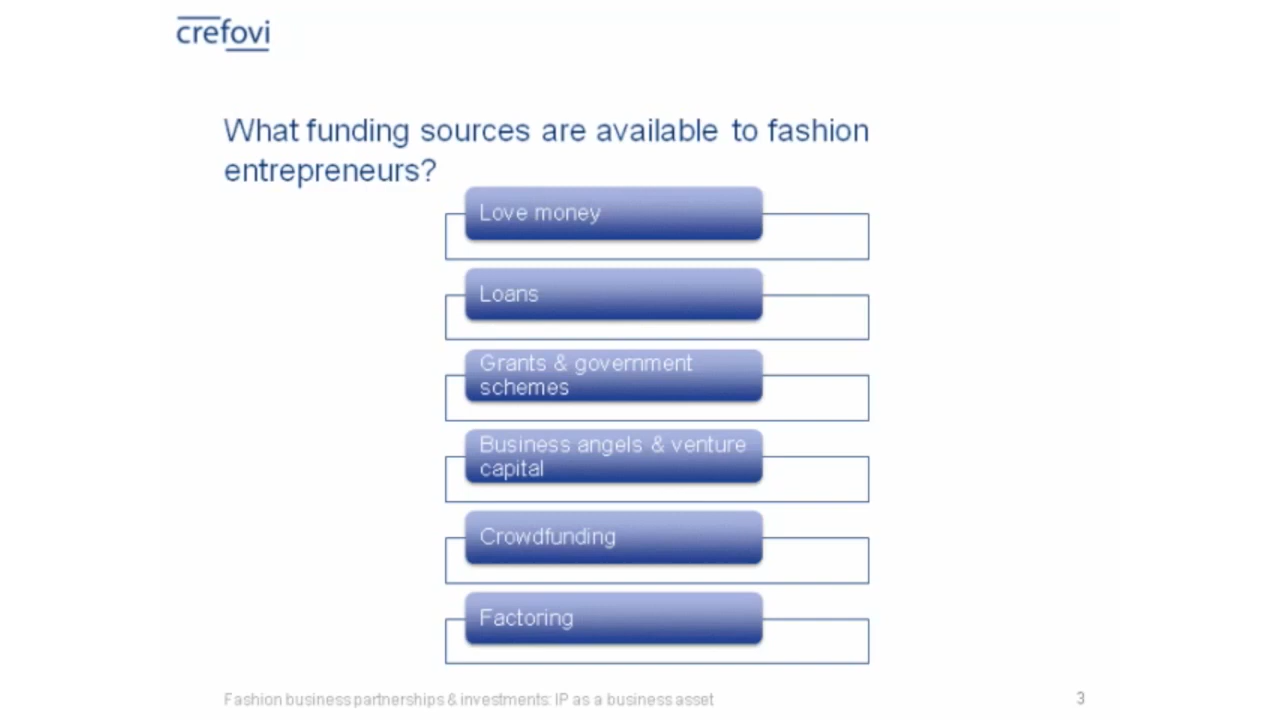 crefovi
What funding sources are available to fashion
entrepreneurs?
Love money
Loans
Grants & government
schemes
Business angels & venture
capital
Crowdfunding
Factoring
Fashion business partnerships & investments: IP as a business asset
3